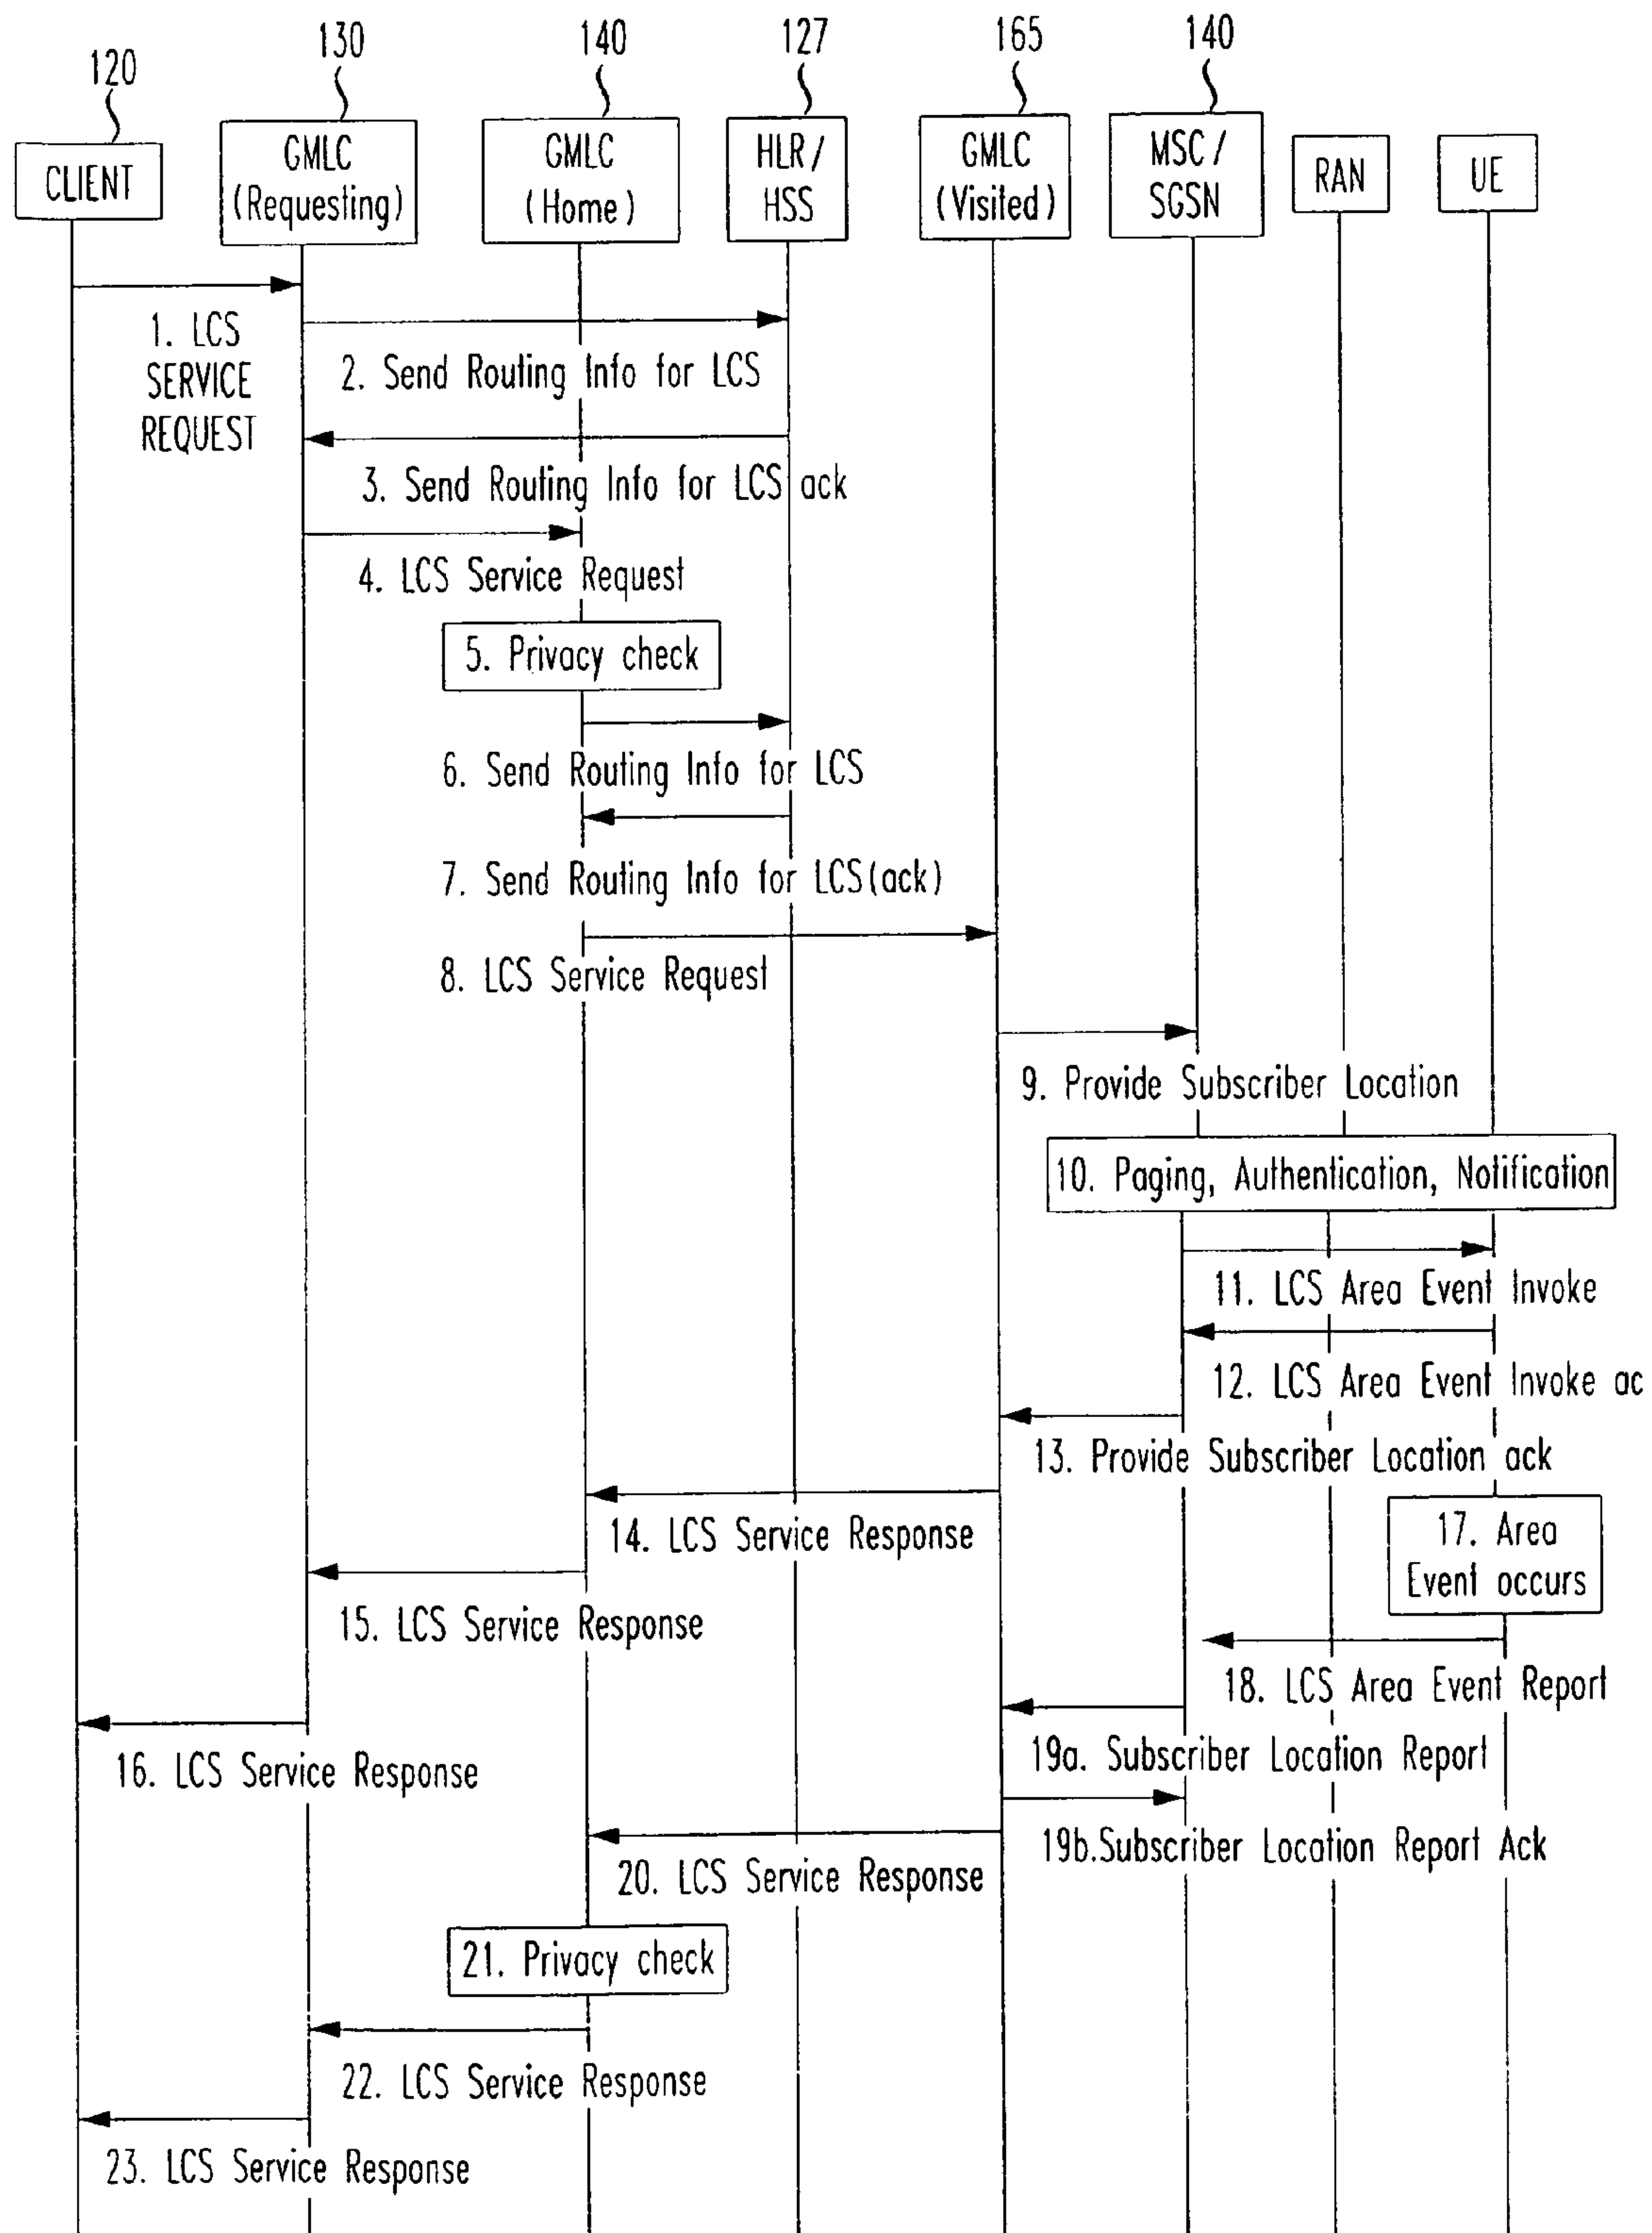 120
130
140
127
165
140
CLIENT
GMLC
(Requesting)
GMLC
(Home)
HLR/
HSS
GMLC
(Visited)
MSC/
SGSN
RAN
UE
1. LCS
SERVICE
REQUEST
2. Send Routing Info for LCS
3. Send Routing Info for LCS ack
4. LCS Service Request
5. Privacy check
6. Send Routing Info for LCS
7. Send Routing Info for LCS(ack)
8. LCS Service Request
9. Provide Subscriber Location
10. Paging, Authentication, Notification
11. LCS Area Event Invoke
12. LCS Area Event Invoke ac
13. Provide Subscriber Location ack
14. LCS Service Response
17. Area
Event occurs
15. LCS Service Response
18. LCS Area Event Report
19a. Subscriber Location Report
16. LCS Service Response
19b.Subscriber Location Report Ack
20. LCS Service Response
21. Privacy check
22. LCS Service Response
23. LCS Service Response